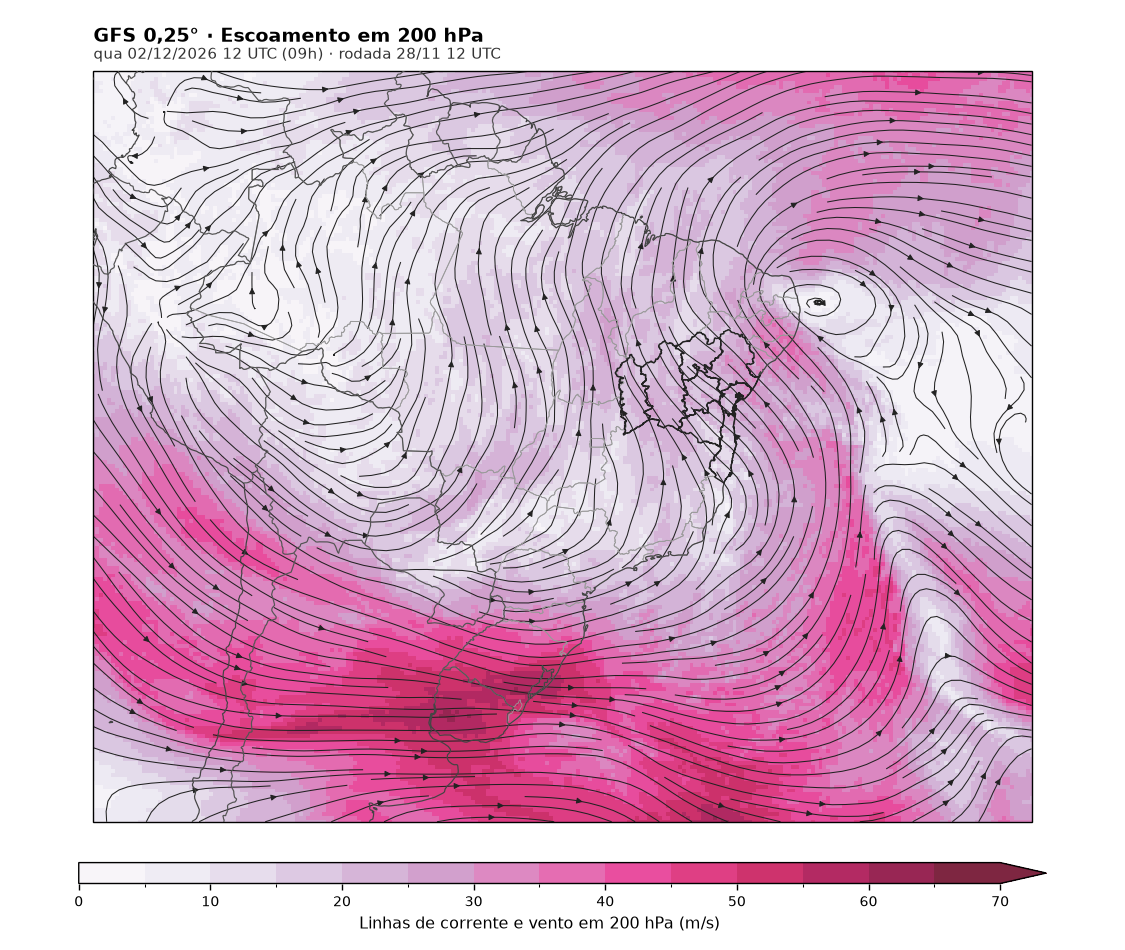 GFS 0,25° · Escoamento em 200 hPa
qua 02/12/2026 12 UTC (09h) · rodada 28/11 12 UTC
0 10 20 30 40 50 60 70
Linhas de corrente e vento em 200 hPa (m/s)